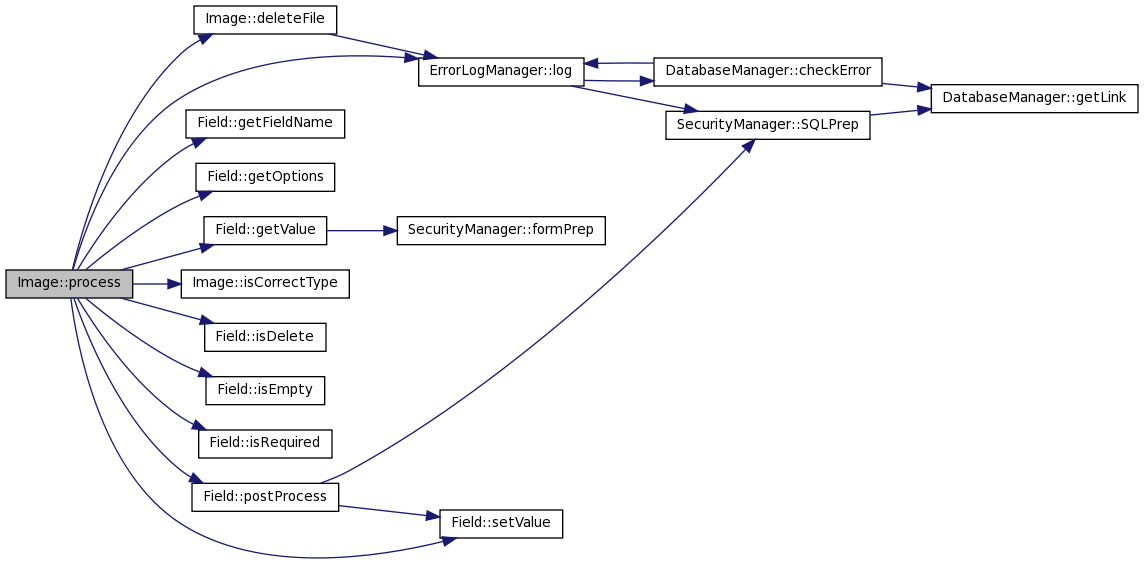 Image::deleteFile
ErrorLogManager::log
DatabaseManager::checkError
DatabaseManager::getLink
Field::getFieldName
SecurityManager::SQLPrep
Field::getOptions
Field::getValue
SecurityManager::formPrep
Image::process
Image::isCorrectType
Field::isDelete
Field::isEmpty
Field::isRequired
Field::postProcess
Field::setValue